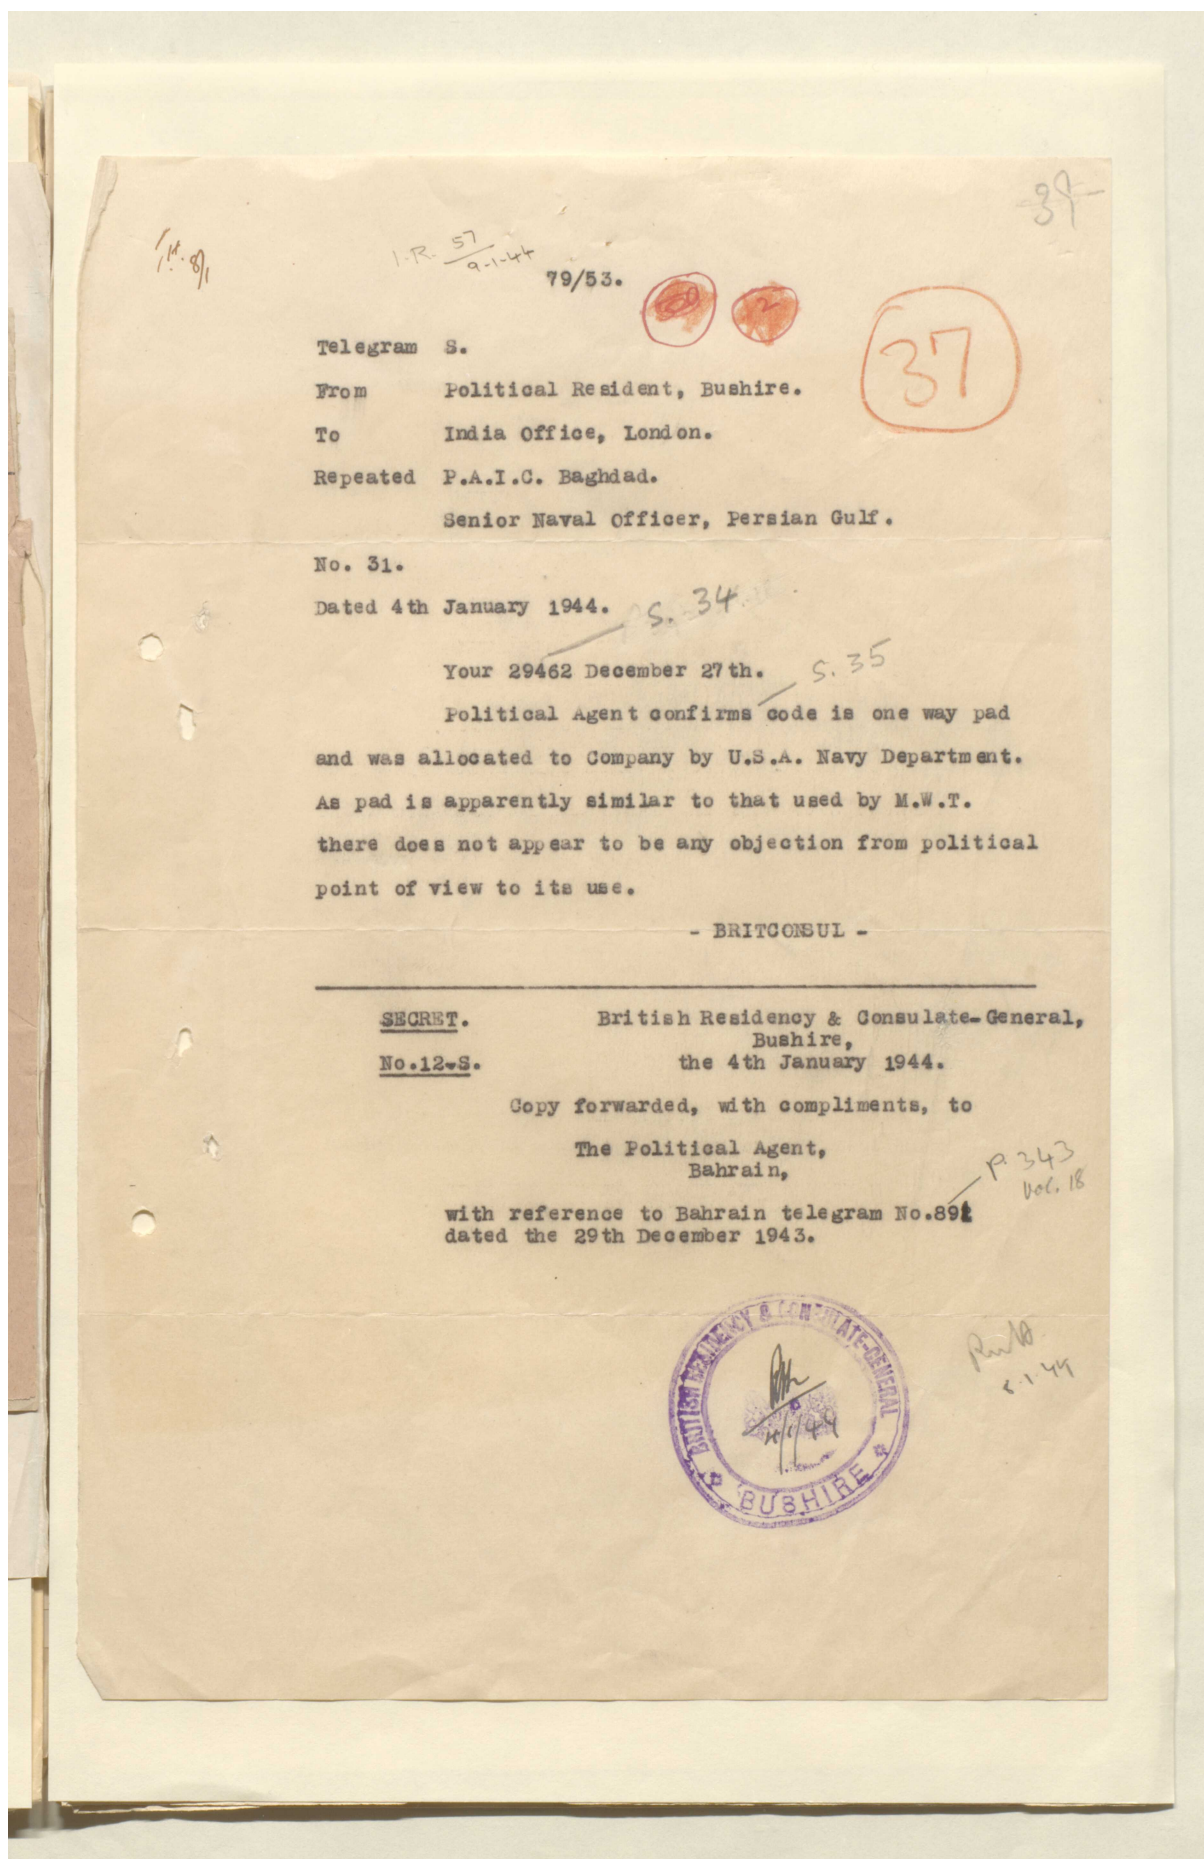 39
I.R. 57
9-1-44
79/53.
2
37
Telegram S.
From Political Resident, Bushire.
To India Office, London.
Repeated P.A.I.C. Baghdad.
Senior Naval Officer, Persian Gulf.
No. 31.
Dated 4th January 1944.
S. 34.
Your 29462 December 27th.
S. 35
Political Agent confirms code is one way pad
and was allocated to Company by U.S.A. Navy Department.
As pad is apparently similar to that used by M.W.T.
there does not appear to be any objection from political
point of view to its use.
- BRITCONSUL -
SECRET. British Residency & Consulate-General,
Bushire,
No.12-S. the 4th January 1944.
Copy forwarded, with compliments, to
The Political Agent,
Bahrain,
P. 343
Vol. 18
with reference to Bahrain telegram No.891
dated the 29th December 1943.
BRITISH RESIDENCY & CONSULATE-GENERAL
BUSHIRE
4/1/44